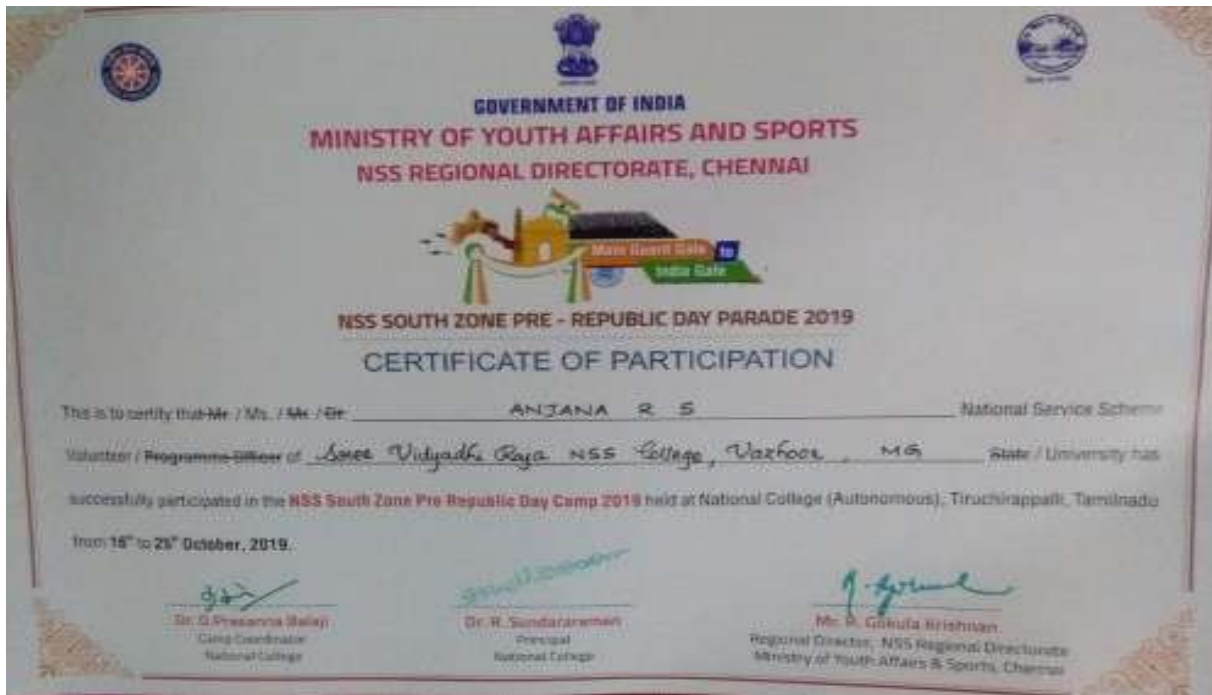 GOVERNMENT OF INDIA
MINISTRY OF YOUTH AFFAIRS AND SPORTS
NSS REGIONAL DIRECTORATE, CHENNAI
Main Guard Gate to
India Gate
NSS SOUTH ZONE PRE - REPUBLIC DAY PARADE 2019
CERTIFICATE OF PARTICIPATION
This is to certify that Mr / Ms. / / Dr ANJANA R S National Service Scheme
Volunteer / Programme Officer of Sree Vidyadhi Raja NSS College, Vazhoor, MG State / University has
successfully participated in the NSS South Zone Pre Republic Day Camp 2019 held at National College (Autonomous), Tiruchirappalli, Tamilnadu
from to 25th October, 2019.
Dr. Prasanna Balaji
Camp Coordinator
National College
Dr. R. Sundararaman
Principal
National College
Mr. Gokula Krishnan
Regional Director, NSS Regional Directorate
Ministry of Youth Affairs & Sports, Chennai